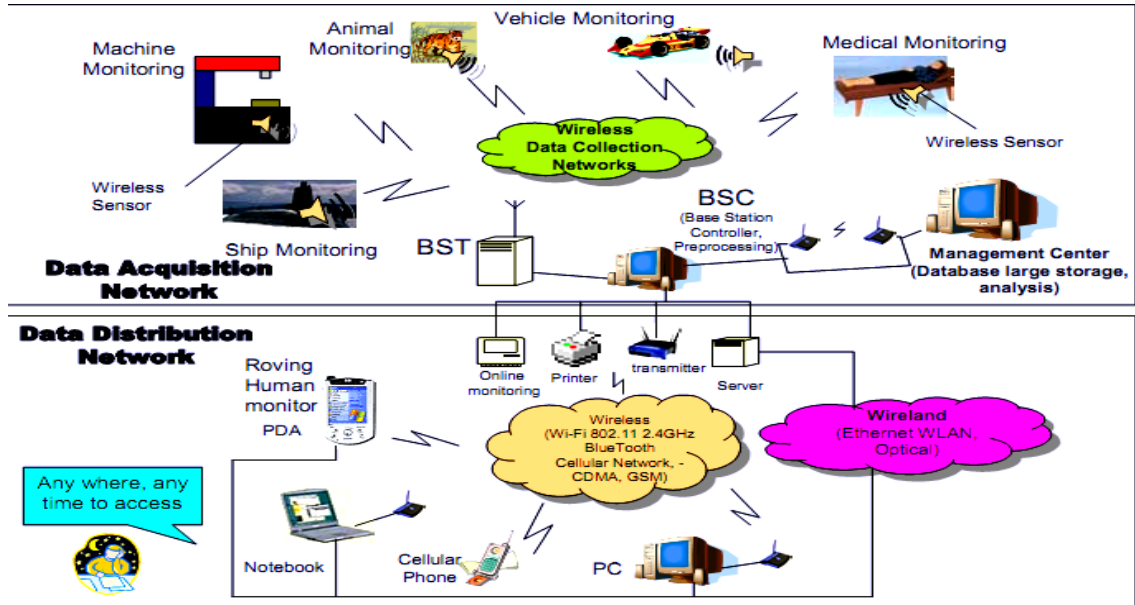 Vehicle Monitoring
Animal
Monitoring
Machine
Monitoring
Medical Monitoring
Wireless
Data Collection
Networks
Wireless Sensor
Wireless
Sensor
Ship Monitoring
BST
BSC
(Base Station
Controller,
Preprocessing)
Management Center
(Database large storage,
analysis)
Data Acquisition
Network
Data Distribution
Network
Online
monitoring
Printer
transmitter
Server
Roving
Human
monitor
PDA
Wireless
(Wi-Fi 802.11 2.4GHz
BlueTooth
Cellular Network, -
CDMA, GSM)
Wireland
(Ethernet WLAN,
Optical)
Any where, any
time to access
Notebook
Cellular
Phone
PC